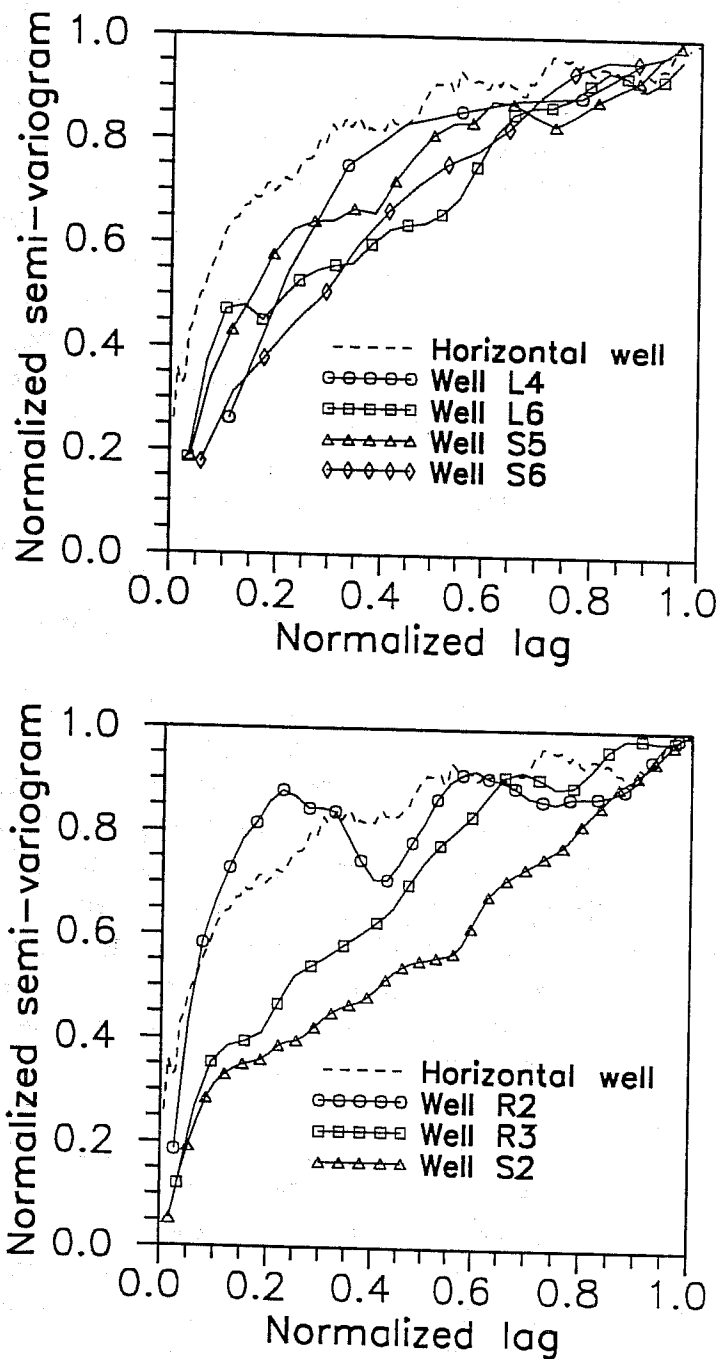 Normalized semi-variogram
1.0
0.8
0.6
0.4
0.2
0.0
Horizontal well
Well L4
Well L6
Well S5
Well S6
0.0 0.2 0.4 0.6 0.8 1.0
Normalized lag
Normalized semi-variogram
1.0
0.8
0.6
0.4
0.2
0.0
Horizontal well
Well R2
Well R3
Well S2
0.0 0.2 0.4 0.6 0.8 1.0
Normalized lag